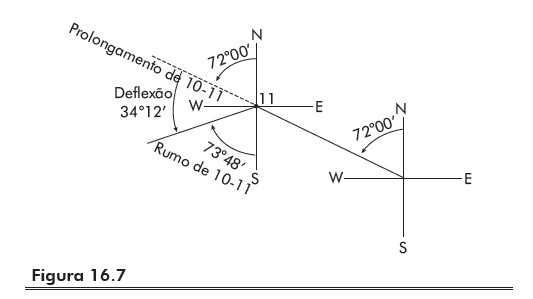 N
72°00’
Prolongamento de 10-11
Deflexão
34°12’
W
11
E
73°48’
Rumo de 10-11
S
N
72°00’
W
E
S
Figura 16.7